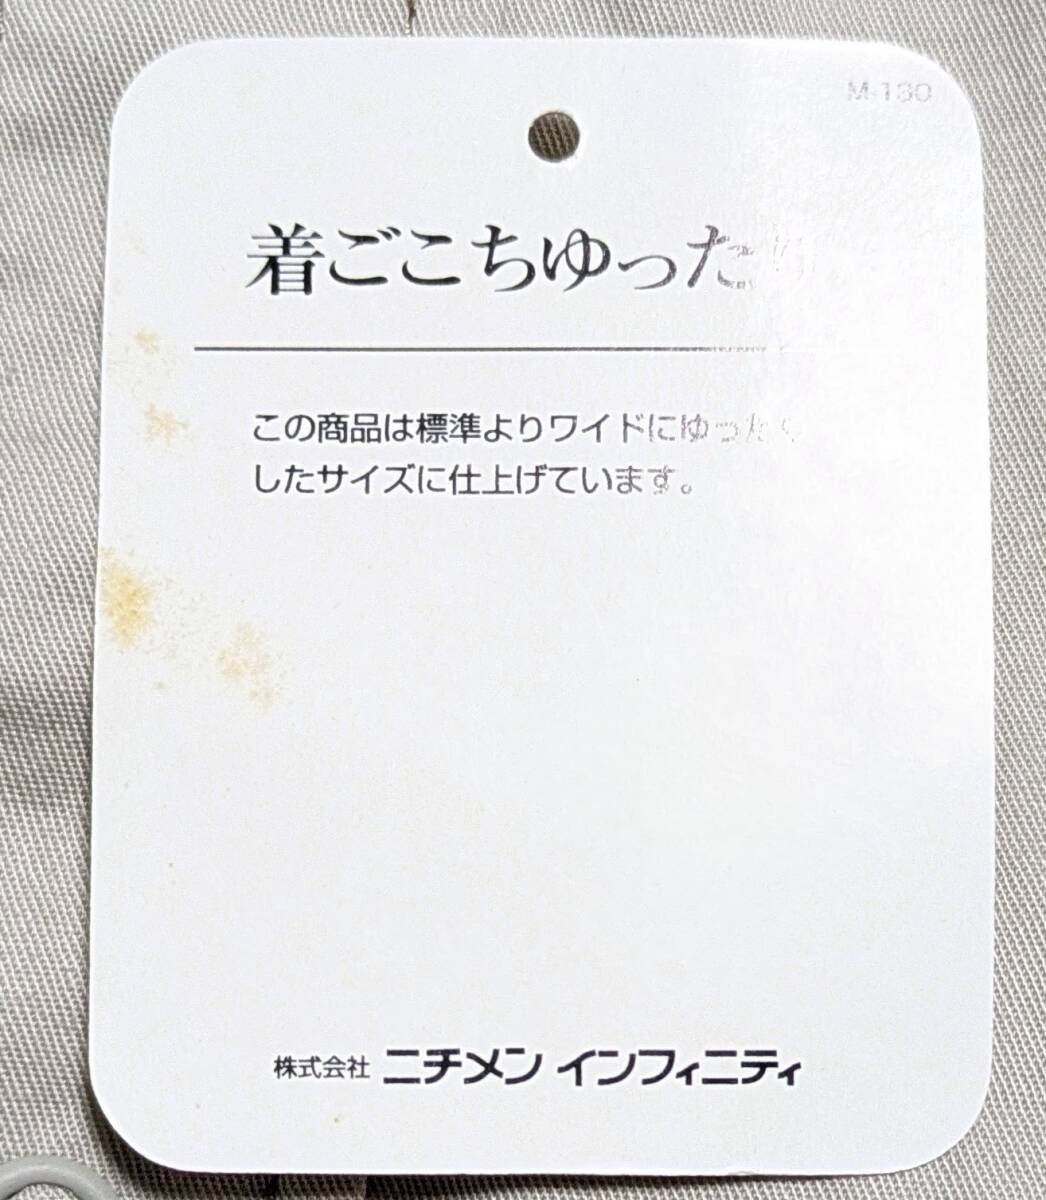 M-130
着ごこちゆったり
この商品は標準よりワイドにゆったり
したサイズに仕上げています。
株式会社 ニチメン インフィニティ